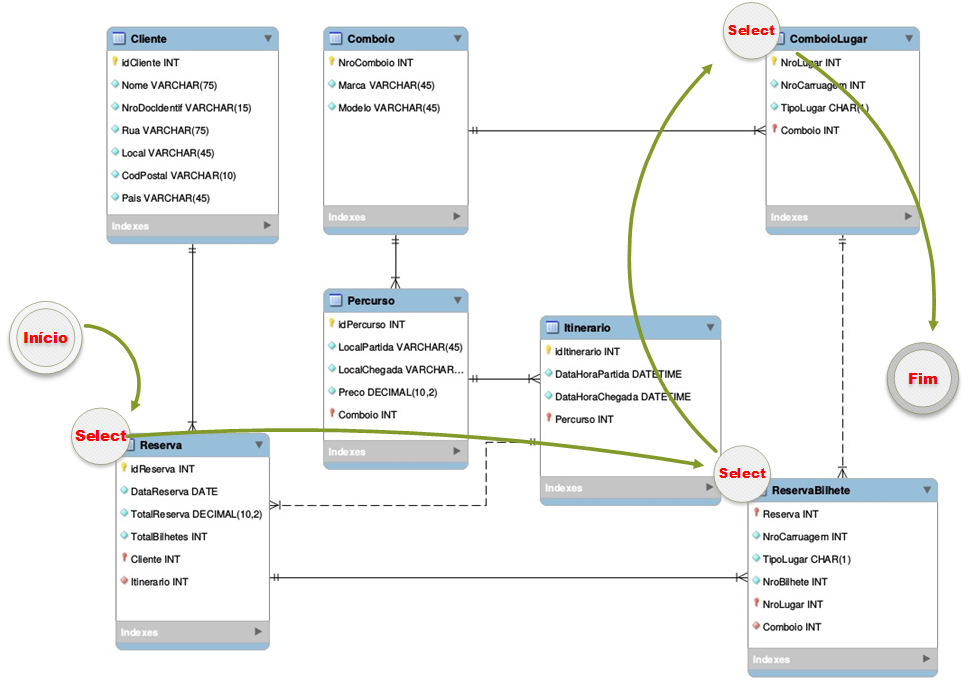 Cliente
idCliente INT
Nome VARCHAR(75)
NroDocIdentif VARCHAR(15)
Rua VARCHAR(75)
Local VARCHAR(45)
CodPostal VARCHAR(10)
Pais VARCHAR(45)
Indexes
Comboio
NroComboio INT
Marca VARCHAR(45)
Modelo VARCHAR(45)
Indexes
Select
ComboioLugar
NroLugar INT
NroCarruagem INT
TipoLugar CHAR(1)
Comboio INT
Indexes
Percurso
idPercurso INT
LocalPartida VARCHAR(45)
LocalChegada VARCHAR...
Preco DECIMAL(10,2)
Comboio INT
Indexes
Itinerario
idItinerario INT
DataHoraPartida DATETIME
DataHoraChegada DATETIME
Percurso INT
Indexes
Início
Fim
Select
Reserva
idReserva INT
DataReserva DATE
TotalReserva DECIMAL(10,2)
TotalBilhetes INT
Cliente INT
Itinerario INT
Indexes
Select
ReservaBilhete
Reserva INT
NroCarruagem INT
TipoLugar CHAR(1)
NroBilhete INT
NroLugar INT
Comboio INT
Indexes